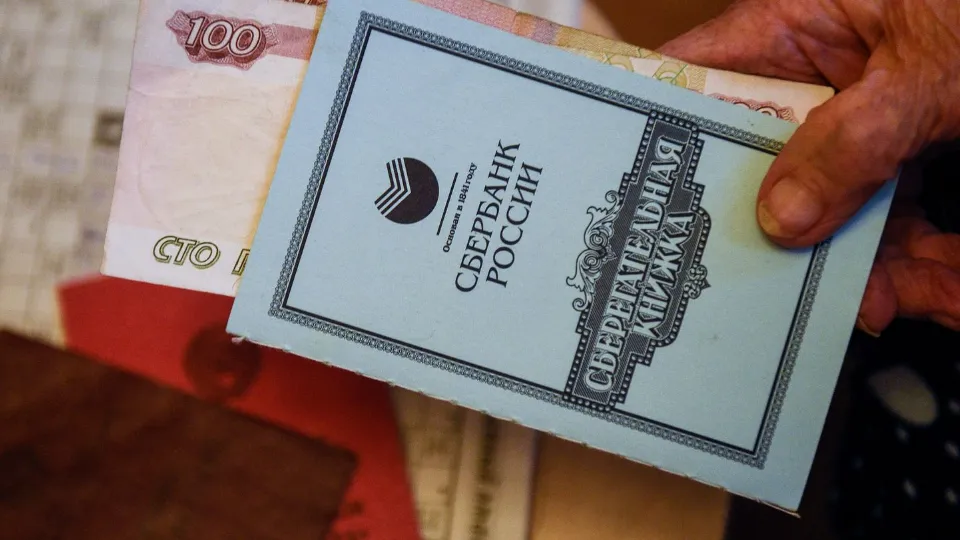 100
СТО
Основан в 1841 году
СБЕРБАНК
РОССИИ
СБЕРЕГАТЕЛЬНАЯ
КНИЖКА